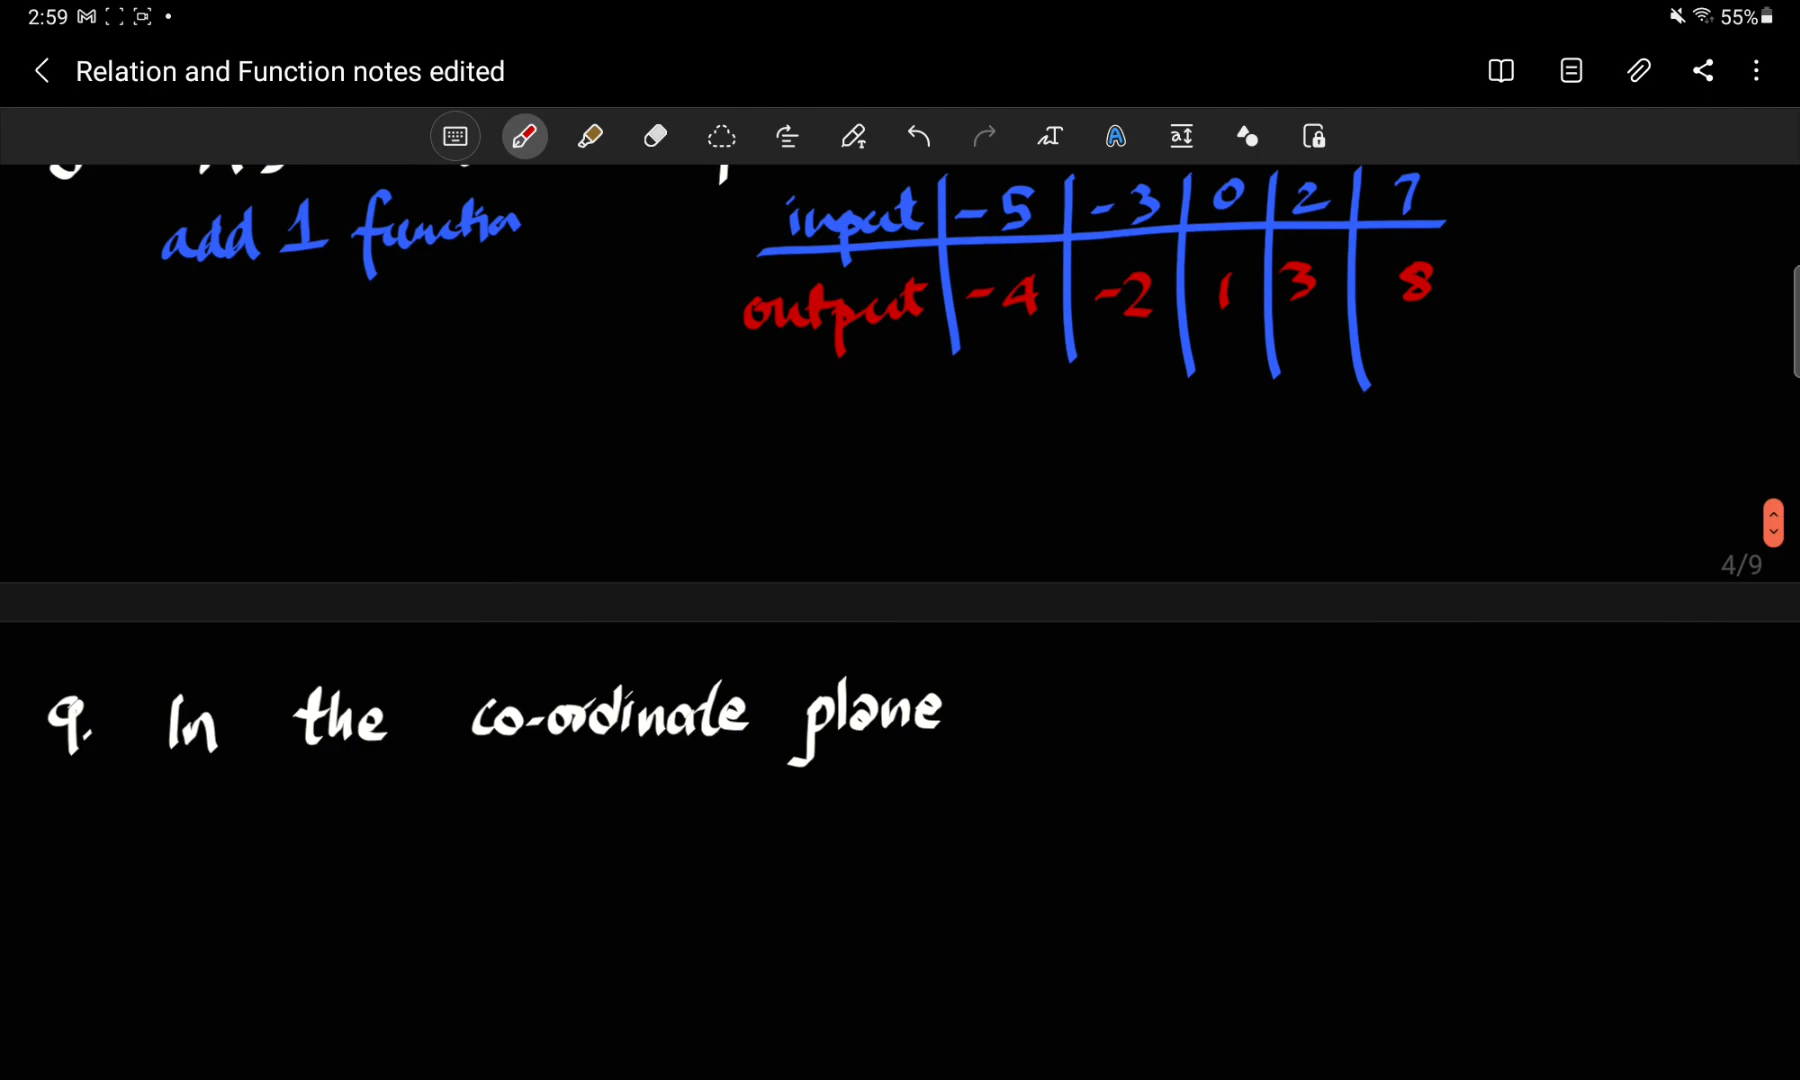 2:59 55%
Relation and Function notes edited
add 1 function
input -5 -3 0 2 7
output -4 -2 1 3 8
4/9
9. In the co-ordinate plane